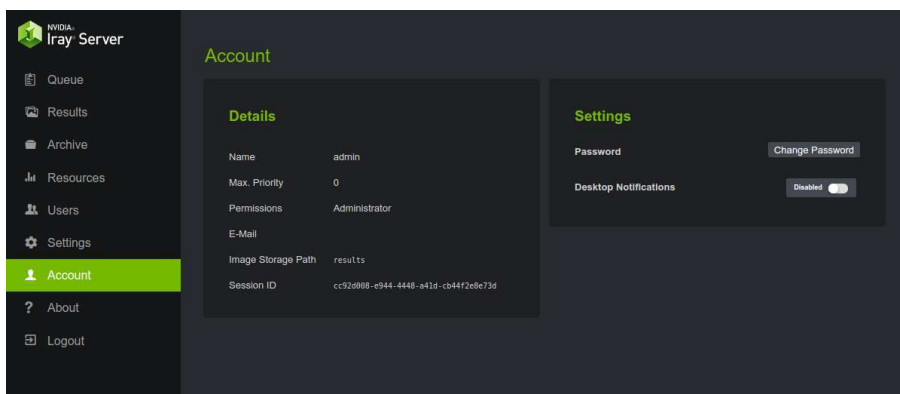 NVIDIA.
Iray® Server
Queue
Results
Archive
Resources
Users
Settings
Account
About
Logout
Account
Details
Name admin
Max. Priority 0
Permissions Administrator
E-Mail
Image Storage Path results
Session ID cc92d008-e944-4448-a41d-cb44f2e8e73d
Settings
Password Change Password
Desktop Notifications Disabled